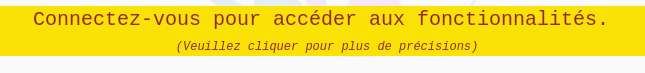 Connectez-vous pour accéder aux fonctionnalités.
(Veuillez cliquer pour plus de précisions)